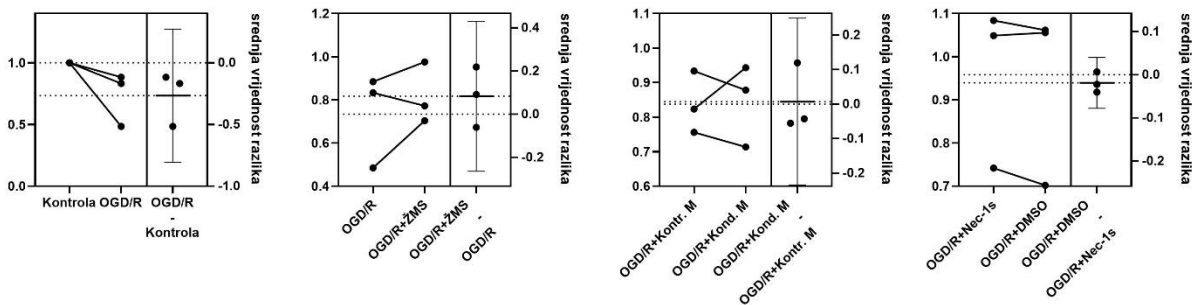 1.0
0.5
0.0
0.0
-0.5
-1.0
srednja vrijednost razlika
Kontrola OGD/R
OGD/R
-
Kontrola
1.2
1.0
0.8
0.6
0.4
0.4
0.2
0.0
-0.2
srednja vrijednost razlika
OGD/R
OGD/R+ŽMS
OGD/R+ŽMS
-
OGD/R
1.1
1.0
0.9
0.8
0.7
0.6
0.2
0.1
0.0
-0.1
-0.2
srednja vrijednost razlika
OGD/R+Kontr. M
OGD/R+Kond. M
OGD/R+Kond. M
-
OGD/R+Kontr. M
1.1
1.0
0.9
0.8
0.7
0.1
0.0
-0.1
-0.2
srednja vrijednost razlika
OGD/R+Nec-1s
OGD/R+DMSO
OGD/R+DMSO
-
OGD/R+Nec-1s